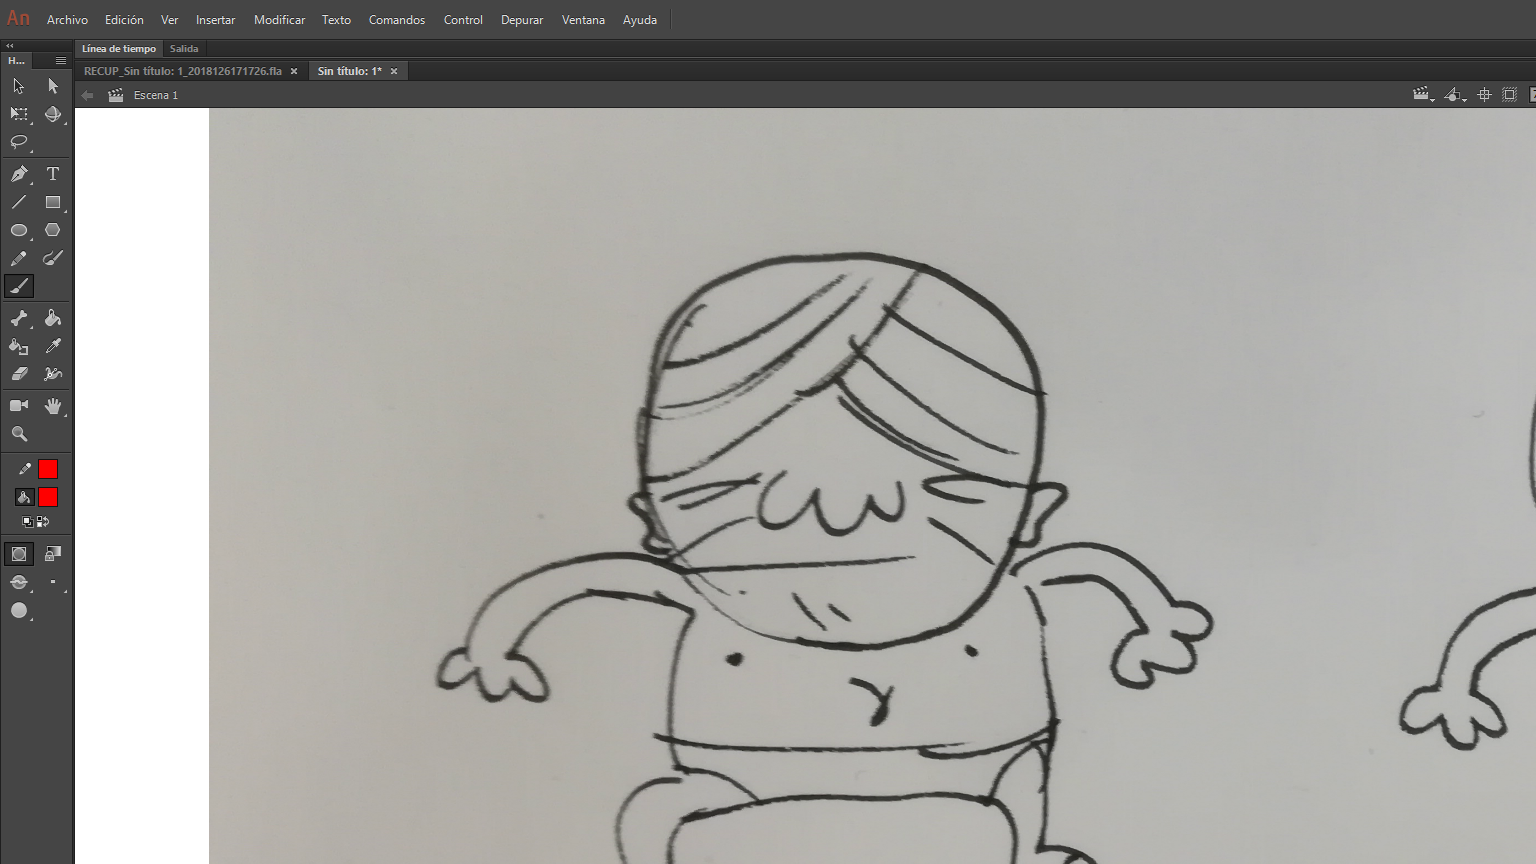 An Archivo Edición Ver Insertar Modificar Texto Comandos Control Depurar Ventana Ayuda
Línea de tiempo Salida
H...
RECUP_Sin título: 1_2018126171726.fla × Sin título: 1* ×
Escena 1
T